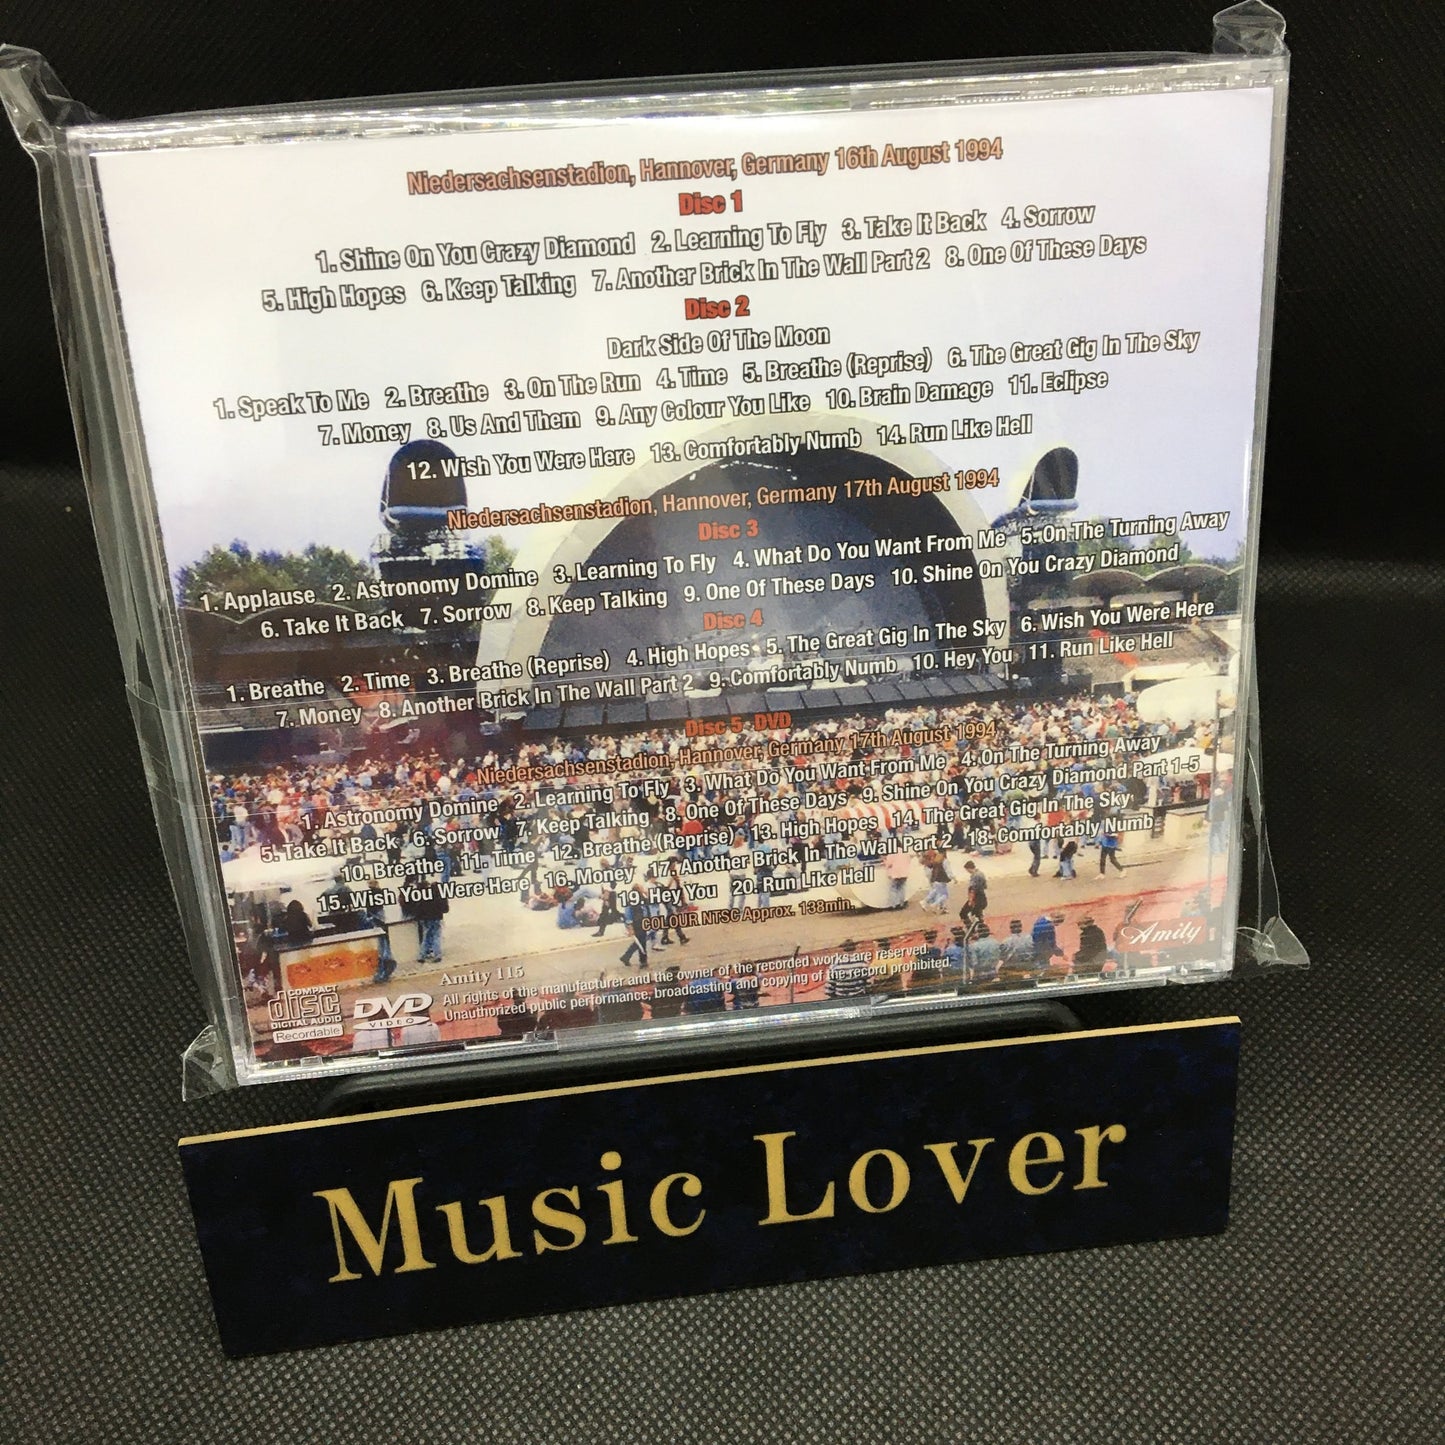 Niedersachsenstadion, Hannover, Germany 16th August 1994
Disc 1
1. Shine On You Crazy Diamond 2. Learning To Fly 3. Take It Back 4. Sorrow
5. High Hopes 6. Keep Talking 7. Another Brick In The Wall Part 2 8. One Of These Days
Disc 2
Dark Side Of The Moon
1. Speak To Me 2. Breathe 3. On The Run 4. Time 5. Breathe (Reprise) 6. The Great Gig In The Sky
7. Money 8. Us And Them 9. Any Colour You Like 10. Brain Damage 11. Eclipse
12. Wish You Were Here 13. Comfortably Numb 14. Run Like Hell
Niedersachsenstadion, Hannover, Germany 17th August 1994
Disc 3
1. Applause 2. Astronomy Domine 3. Learning To Fly 4. What Do You Want From Me 5. On The Turning Away
6. Take It Back 7. Sorrow 8. Keep Talking 9. One Of These Days 10. Shine On You Crazy Diamond
Disc 4
1. Breathe 2. Time 3. Breathe (Reprise) 4. High Hopes 5. The Great Gig In The Sky 6. Wish You Were Here
7. Money 8. Another Brick In The Wall Part 2 9. Comfortably Numb 10. Hey You 11. Run Like Hell
Disc 5 DVD
Niedersachsenstadion, Hannover, Germany 17th August 1994
1. Astronomy Domine 2. Learning To Fly 3. What Do You Want From Me 4. On The Turning Away
5. Take It Back 6. Sorrow 7. Keep Talking 8. One Of These Days 9. Shine On You Crazy Diamond Part 1-5
10. Breathe 11. Time 12. Breathe (Reprise) 13. High Hopes 14. The Great Gig In The Sky
15. Wish You Were Here 16. Money 17. Another Brick In The Wall Part 2 18. Comfortably Numb
19. Hey You 20. Run Like Hell
COLOUR NTSC Approx. 138min.
Amity
Amity 115
All rights of the manufacturer and the owner of the recorded works are reserved.
Unauthorized public performance, broadcasting and copying of the record prohibited.
COMPACT
disc
DIGITAL AUDIO
Recordable
DVD
VIDEO
Music Lover